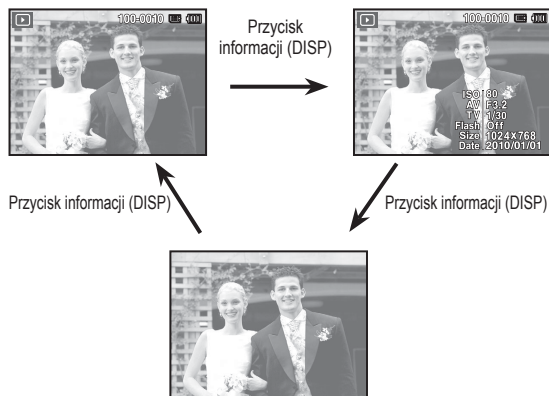 100-0010
Przycisk
informacji (DISP)
100-0010
ISO 80
AV F3.2
TV 1/30
Flash Off
Size 1024X768
Date 2010/01/01
Przycisk informacji (DISP)
Przycisk informacji (DISP)